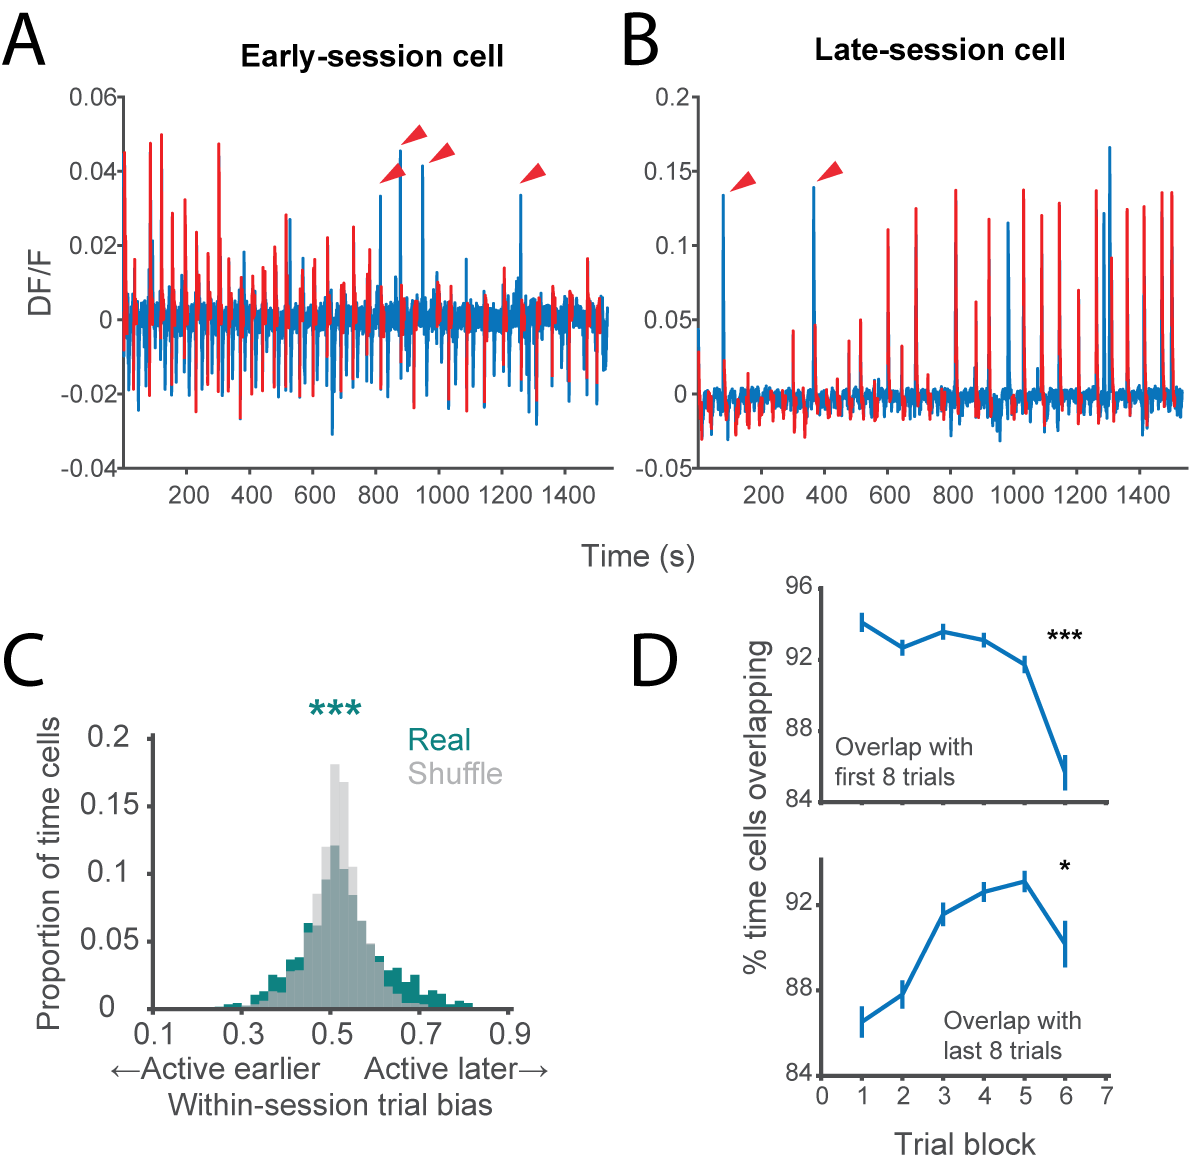 A
Early-session cell
B
Late-session cell
DF/F
0.06
0.04
0.02
0
-0.02
-0.04
200 400 600 800 1000 1200 1400
0.2
0.15
0.1
0.05
0
-0.05
200 400 600 800 1000 1200 1400
Time (s)
C
***
Real
Shuffle
Proportion of time cells
0.2
0.15
0.1
0.05
0
0.1 0.3 0.5 0.7 0.9
←Active earlier Active later→
Within-session trial bias
D
% time cells overlapping
96
92
88
84
***
Overlap with
first 8 trials
92
88
84
*
Overlap with
last 8 trials
0 1 2 3 4 5 6 7
Trial block